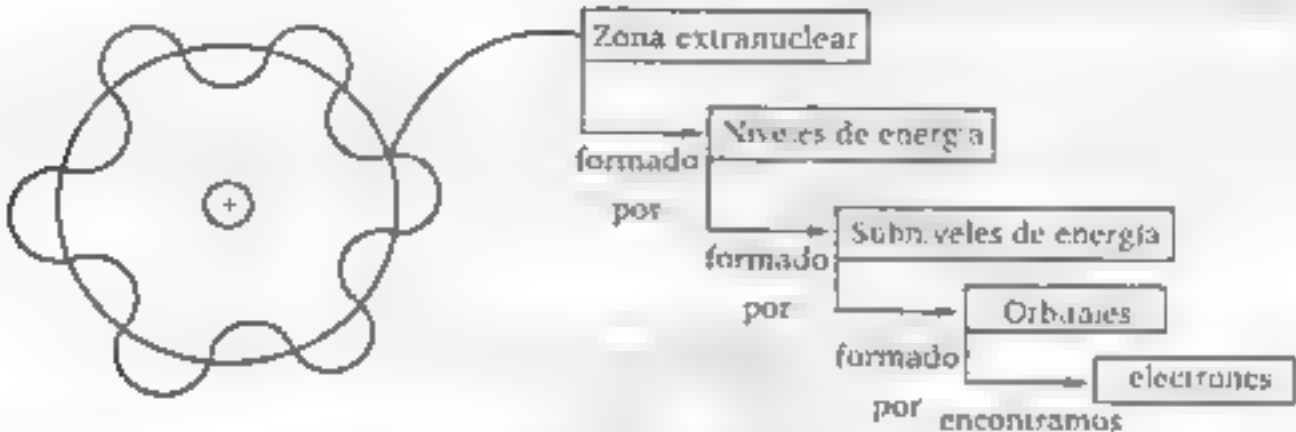 +
Zona extranuclear
Niveles de energía
formado
por
Subniveles de energía
formado
por
Orbitales
formado
por
electrones
encontramos